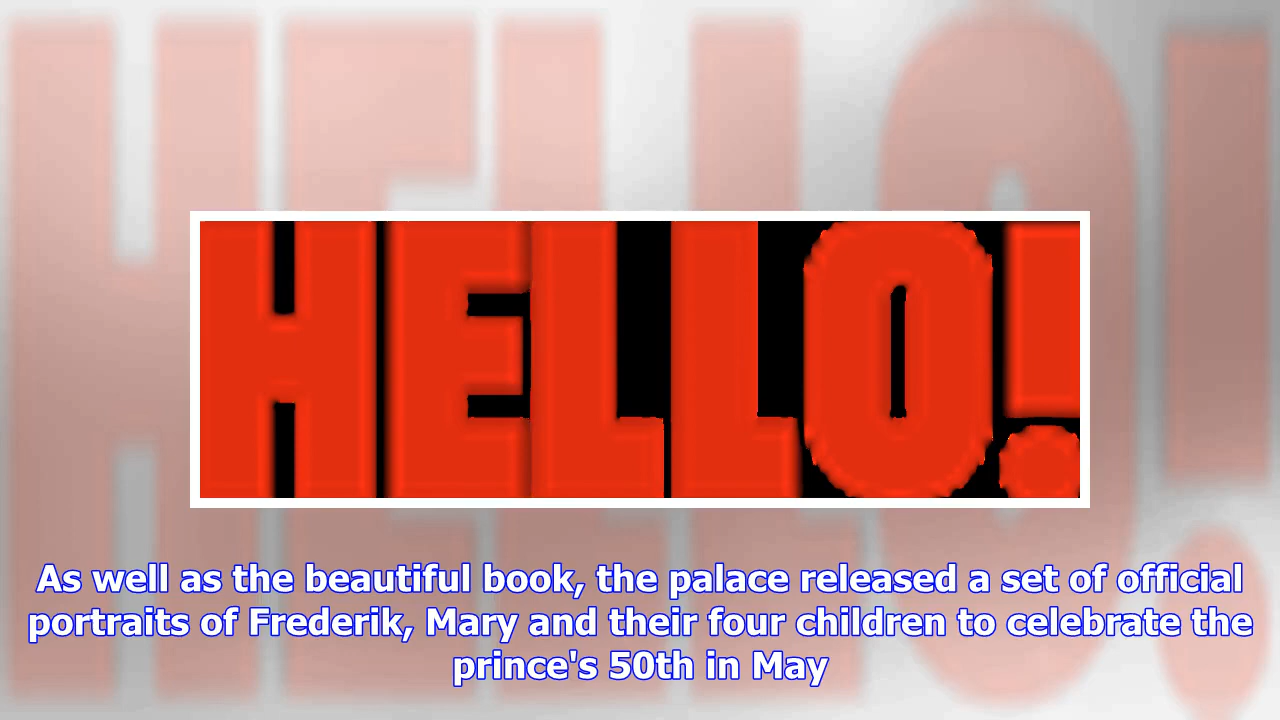 HELLO!
As well as the beautiful book, the palace released a set of official
portraits of Frederik, Mary and their four children to celebrate the
prince's 50th in May